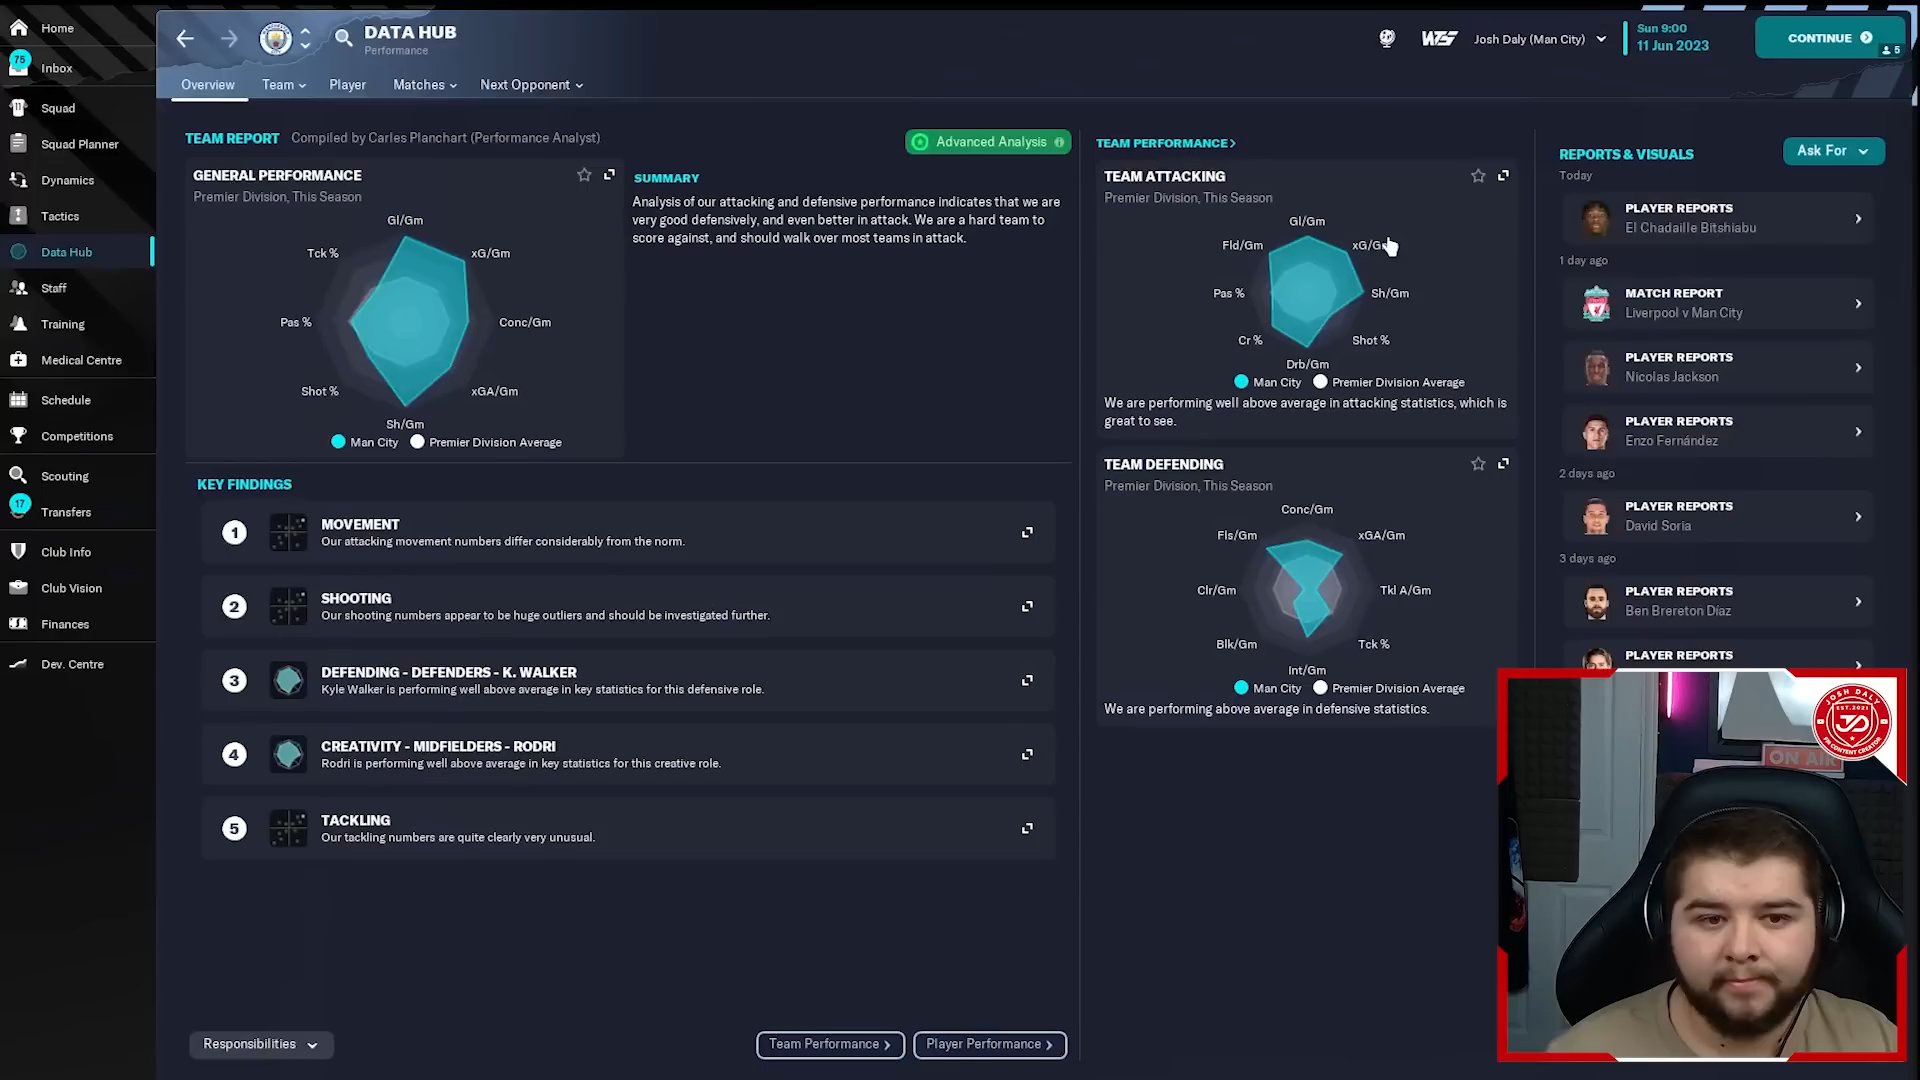 Home
75
Inbox
11
Squad
Squad Planner
Dynamics
Tactics
Data Hub
Staff
Training
Medical Centre
Schedule
Competitions
Scouting
17
Transfers
Club Info
Club Vision
Finances
Dev. Centre
DATA HUB
Performance
Josh Daly (Man City)
Sun 9:00
11 Jun 2023
CONTINUE
5
Overview
Team
Player
Matches
Next Opponent
TEAM REPORT Compiled by Carles Planchart (Performance Analyst)
Advanced Analysis
GENERAL PERFORMANCE
Premier Division, This Season
Gl/Gm
Tck %
xG/Gm
Pas %
Conc/Gm
Shot %
xGA/Gm
Sh/Gm
Man City Premier Division Average
SUMMARY
Analysis of our attacking and defensive performance indicates that we are
very good defensively, and even better in attack. We are a hard team to
score against, and should walk over most teams in attack.
KEY FINDINGS
1
MOVEMENT
Our attacking movement numbers differ considerably from the norm.
2
SHOOTING
Our shooting numbers appear to be huge outliers and should be investigated further.
3
DEFENDING - DEFENDERS - K. WALKER
Kyle Walker is performing well above average in key statistics for this defensive role.
4
CREATIVITY - MIDFIELDERS - RODRI
Rodri is performing well above average in key statistics for this creative role.
5
TACKLING
Our tackling numbers are quite clearly very unusual.
Responsibilities
Team Performance
Player Performance
TEAM PERFORMANCE
TEAM ATTACKING
Premier Division, This Season
Gl/Gm
Fld/Gm
Pas %
Sh/Gm
Cr %
Shot %
Drb/Gm
Man City Premier Division Average
We are performing well above average in attacking statistics, which is
great to see.
TEAM DEFENDING
Premier Division, This Season
Conc/Gm
Fls/Gm
xGA/Gm
Clr/Gm
Tkl A/Gm
Blk/Gm
Tck %
Int/Gm
Man City Premier Division Average
We are performing above average in defensive statistics.
REPORTS & VISUALS
Ask For
Today
PLAYER REPORTS
El Chadaille Bitshiabu
1 day ago
MATCH REPORT
Liverpool v Man City
PLAYER REPORTS
Nicolas Jackson
PLAYER REPORTS
Enzo Fernández
2 days ago
PLAYER REPORTS
David Soria
3 days ago
PLAYER REPORTS
Ben Brereton Díaz
PLAYER REPORTS
JOSH DALY
EST. 2021
JD
FM CONTENT CREATOR
ON AIR